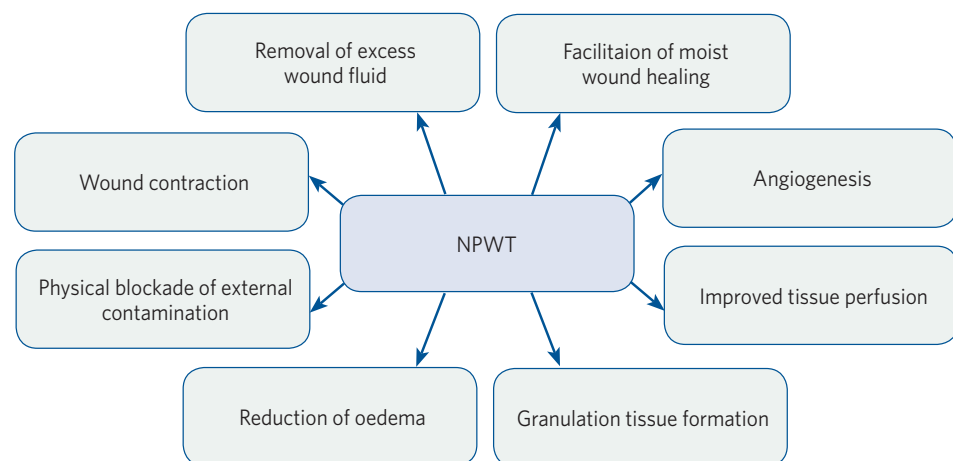 Removal of excess
wound fluid
Facilitaion of moist
wound healing
Wound contraction
Angiogenesis
NPWT
Physical blockade of external
contamination
Improved tissue perfusion
Reduction of oedema
Granulation tissue formation